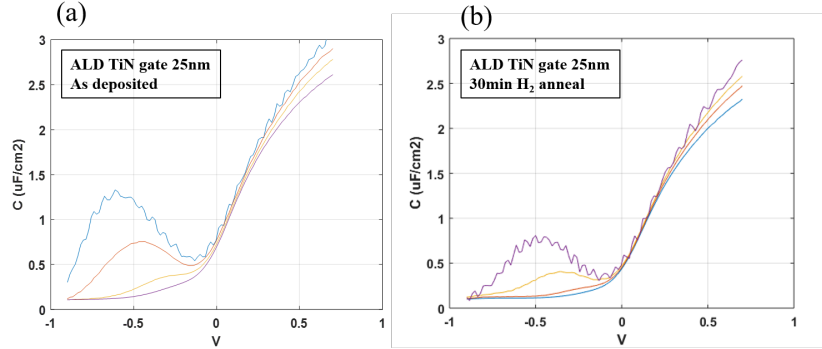 (a)
ALD TiN gate 25nm
As deposited
3
2.5
2
1.5
1
0.5
0
C (uF/cm2)
-1
-0.5
0
0.5
1
V
(b)
ALD TiN gate 25nm
30min H₂ anneal
3
2.5
2
1.5
1
0.5
0
C (uF/cm2)
-1
-0.5
0
0.5
1
V